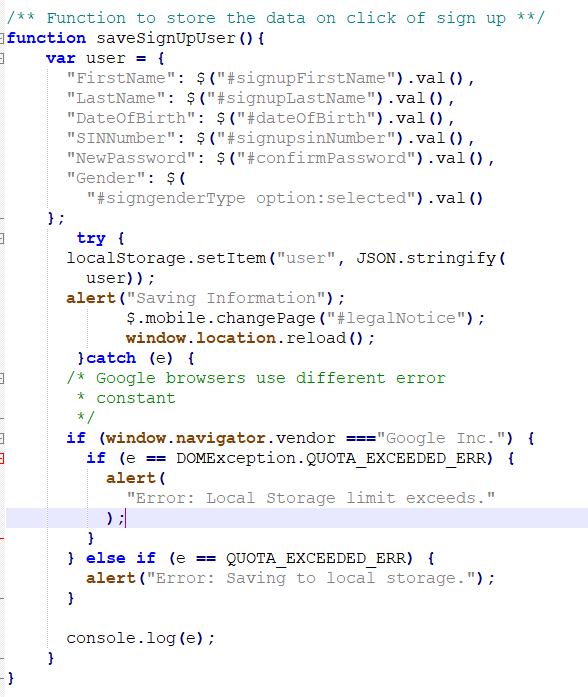 /** Function to store the data on click of sign up **/
function saveSignUpUser(){
var user = {
"FirstName": $("#signupFirstName").val(),
"LastName": $("#signupLastName").val(),
"DateOfBirth": $("#dateOfBirth").val(),
"SINNumber": $("#signupsinNumber").val(),
"NewPassword": $("#confirmPassword").val(),
"Gender": $(
"#signgenderType option:selected").val()
};
try {
localStorage.setItem("user", JSON.stringify(
user));
alert("Saving Information");
$.mobile.changePage("#legalNotice");
window.location.reload();
}catch (e) {
/* Google browsers use different error
* constant
*/
if (window.navigator.vendor ==="Google Inc.") {
if (e == DOMException.QUOTA_EXCEEDED_ERR) {
alert(
"Error: Local Storage limit exceeds."
);
}
} else if (e == QUOTA_EXCEEDED_ERR) {
alert("Error: Saving to local storage.");
}
console.log(e);
}
}